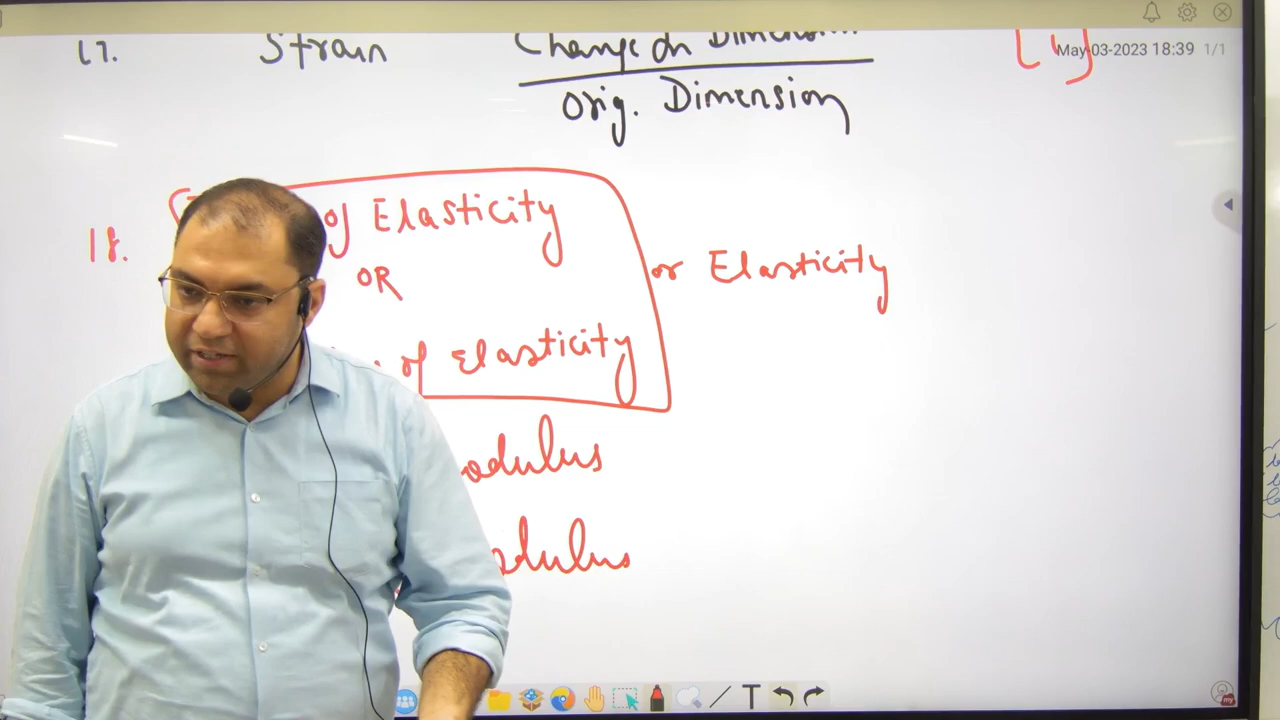 17. Strain Change in Dimension
Orig. Dimension
May-03-2023 18:39 1/1
18. of Elasticity
OR
or Elasticity
of Elasticity
odulus
dulus
T